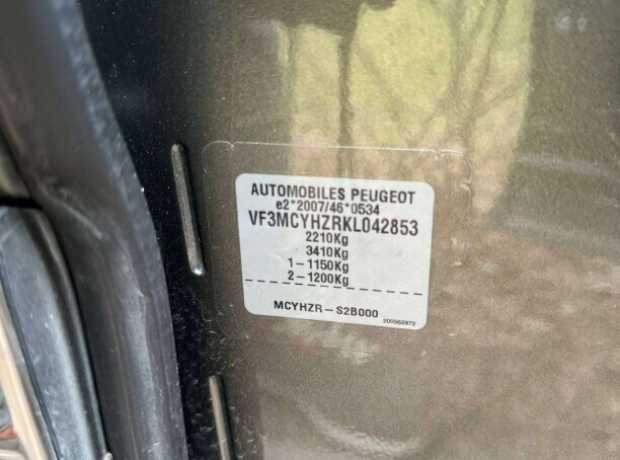 AUTOMOBILES PEUGEOT
e2*2007/46*0534
VF3MCYHZRKL042853
2210Kg
3410Kg
1-1150Kg
2-1200Kg
MCYHZR-S2B000